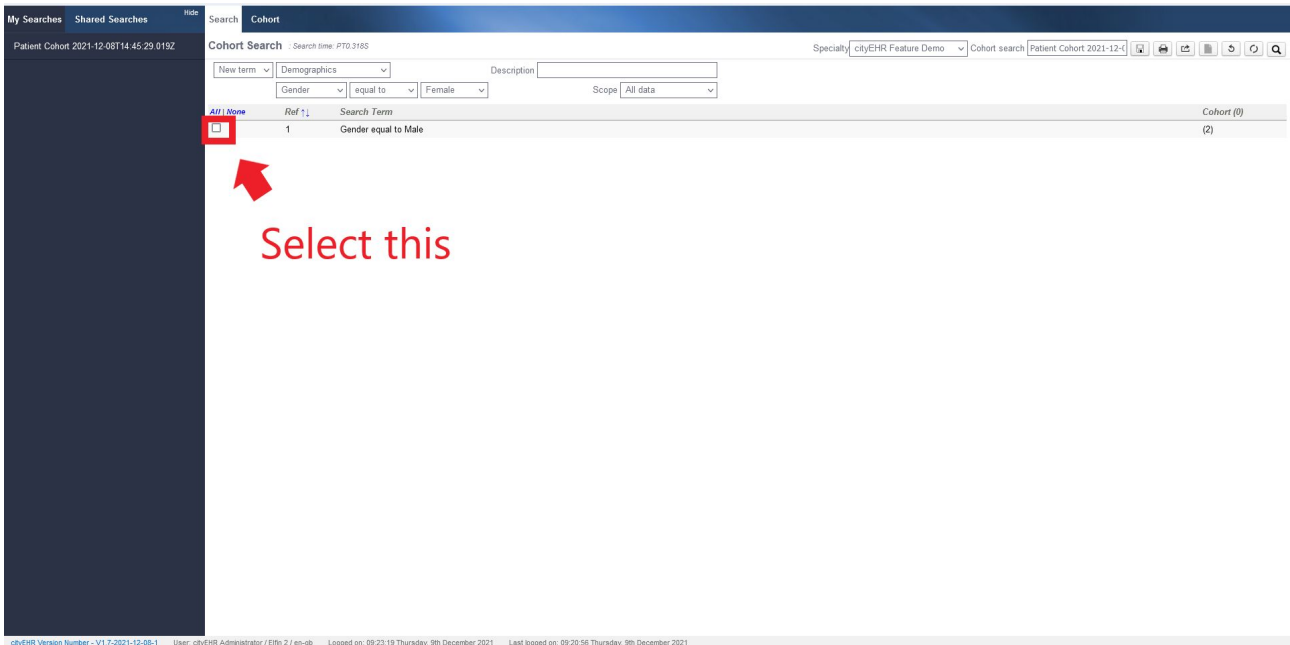 My Searches Shared Searches Hide Search Cohort
Patient Cohort 2021-12-08T14:45:29.019Z
Cohort Search : Search time: PT0.318S Specialty cityEHR Feature Demo Cohort search Patient Cohort 2021-12-0
New term Demographics Description
Gender equal to Female Scope All data
All | None Ref ↑↓ Search Term Cohort (0)
1 Gender equal to Male (2)
Select this
cityEHR Version Number - V1.7-2021-12-08-1 User: cityEHR Administrator / Elfin 2 / en-gb Logged on: 09:23:19 Thursday, 9th December 2021 Last logged on: 09:20:56 Thursday, 9th December 2021